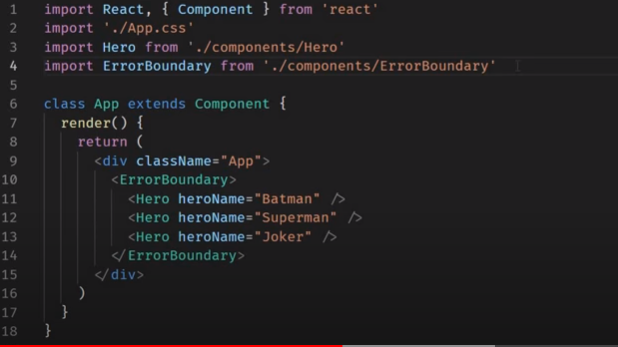 1 import React, { Component } from 'react'
2 import './App.css'
3 import Hero from './components/Hero'
4 import ErrorBoundary from './components/ErrorBoundary'
5
6 class App extends Component {
7 render() {
8 return (
9 <div className="App">
10 <ErrorBoundary>
11 <Hero heroName="Batman" />
12 <Hero heroName="Superman" />
13 <Hero heroName="Joker" />
14 </ErrorBoundary>
15 </div>
16 )
17 }
18 }